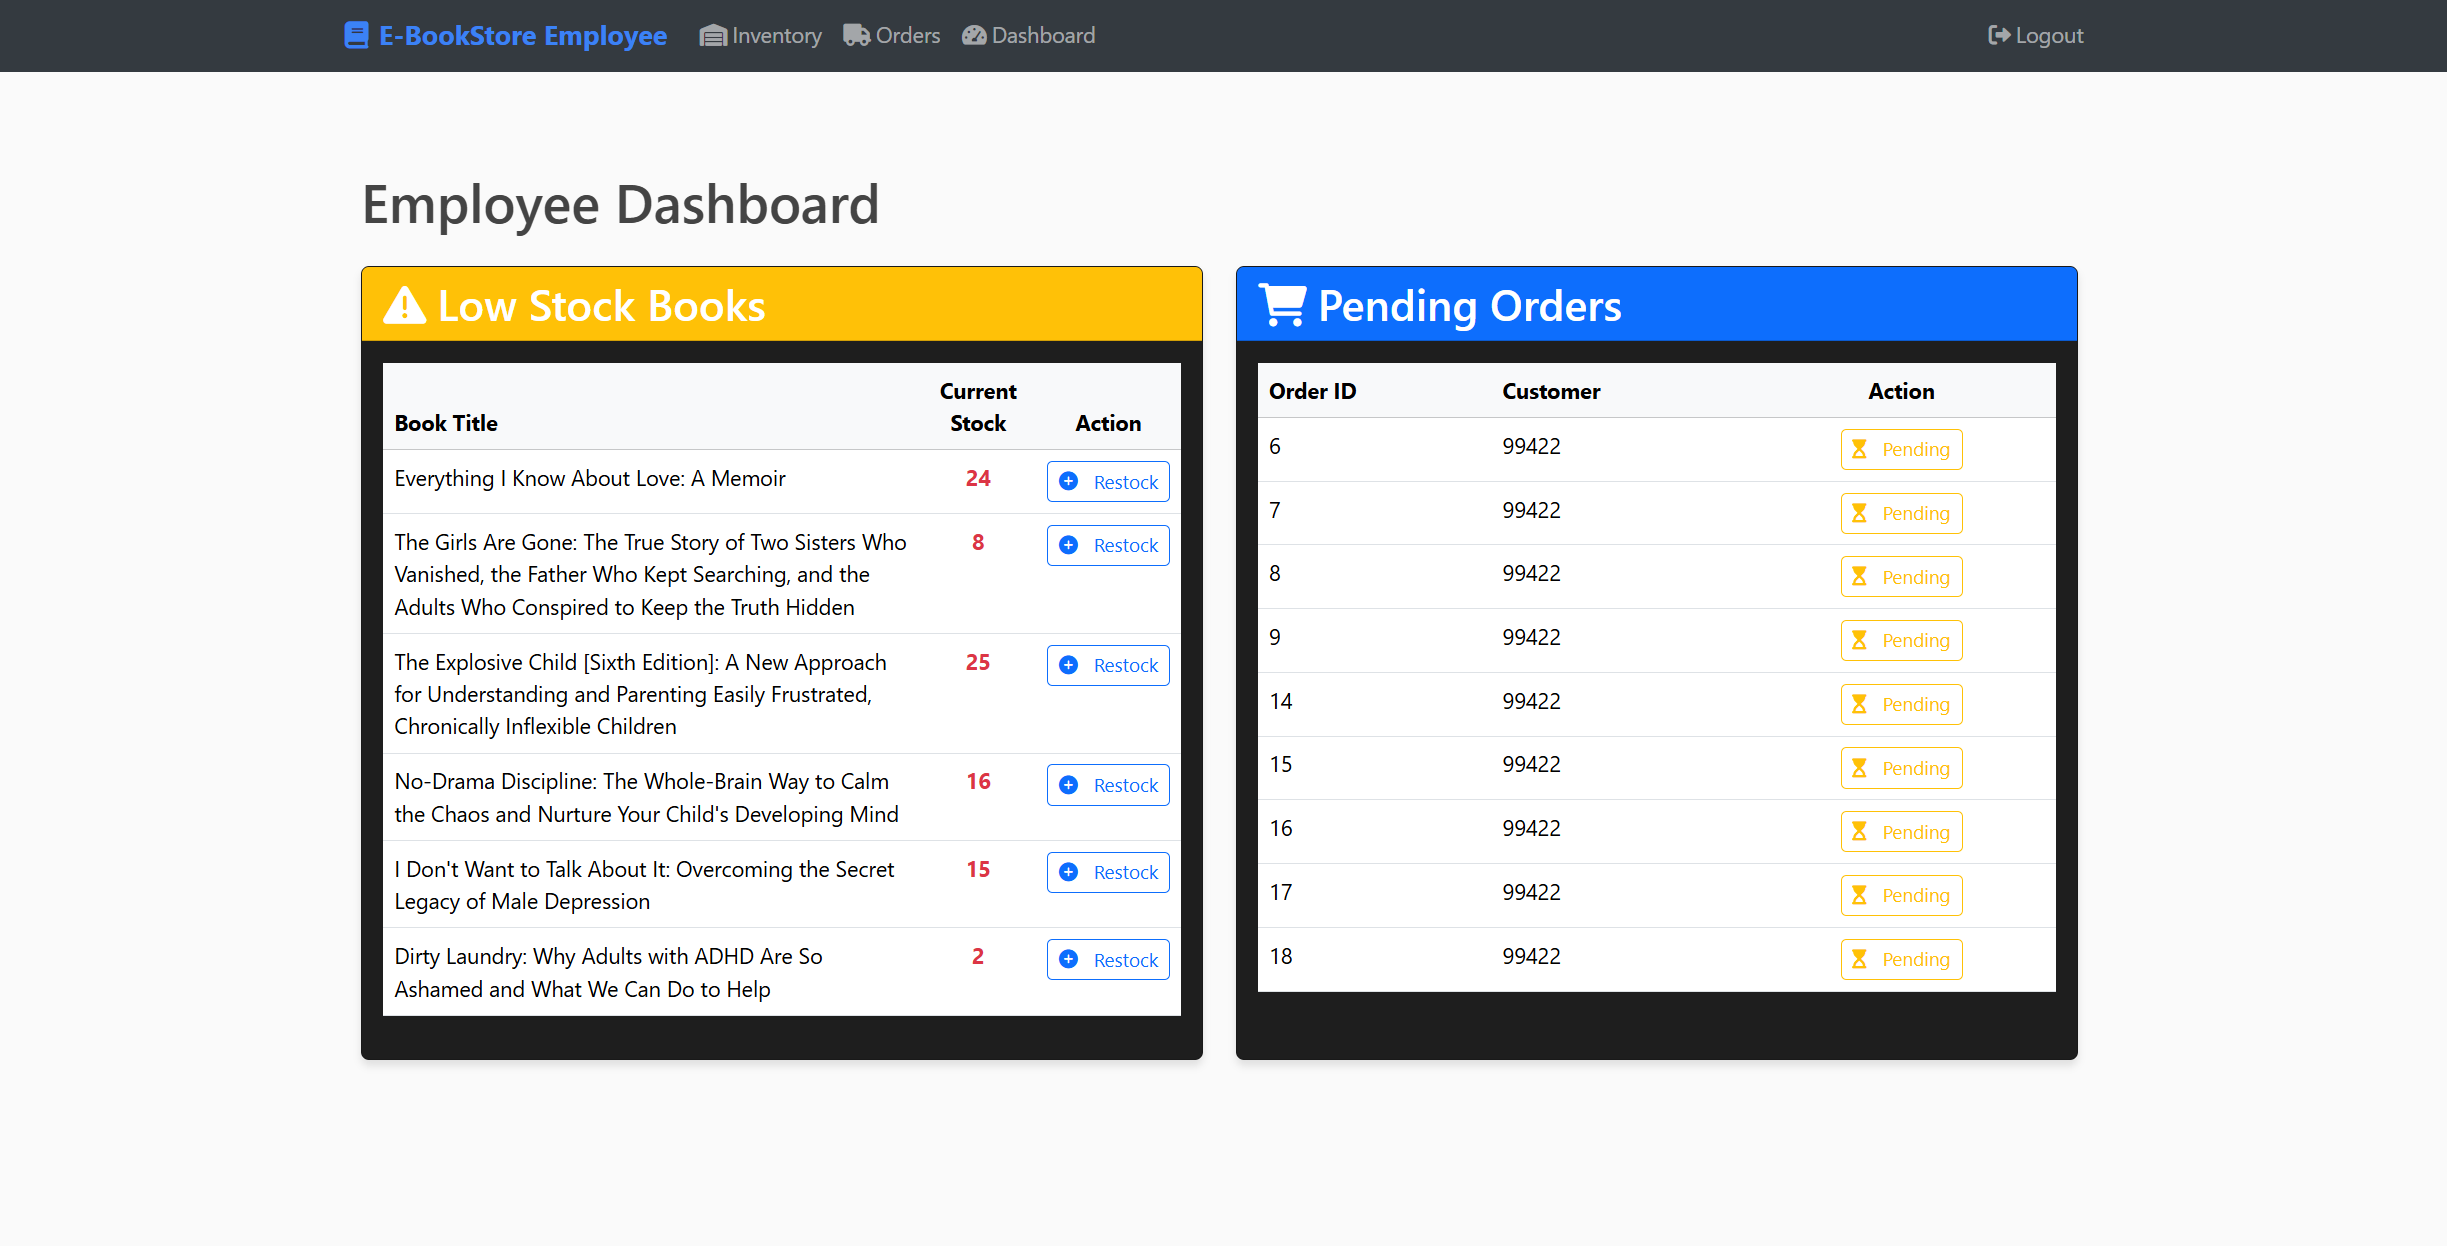 E-BookStore Employee Inventory Orders Dashboard Logout
Employee Dashboard
Low Stock Books
Book Title Current Stock Action
Everything I Know About Love: A Memoir 24 Restock
The Girls Are Gone: The True Story of Two Sisters Who 8 Restock
Vanished, the Father Who Kept Searching, and the
Adults Who Conspired to Keep the Truth Hidden
The Explosive Child [Sixth Edition]: A New Approach 25 Restock
for Understanding and Parenting Easily Frustrated,
Chronically Inflexible Children
No-Drama Discipline: The Whole-Brain Way to Calm 16 Restock
the Chaos and Nurture Your Child's Developing Mind
I Don't Want to Talk About It: Overcoming the Secret 15 Restock
Legacy of Male Depression
Dirty Laundry: Why Adults with ADHD Are So 2 Restock
Ashamed and What We Can Do to Help
Pending Orders
Order ID Customer Action
6 99422 Pending
7 99422 Pending
8 99422 Pending
9 99422 Pending
14 99422 Pending
15 99422 Pending
16 99422 Pending
17 99422 Pending
18 99422 Pending